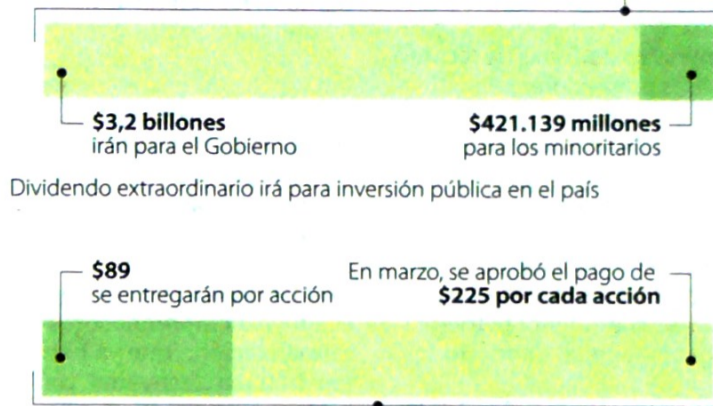 $3,2 billones
irán para el Gobierno
$421.139 millones
para los minoritarios
Dividendo extraordinario irá para inversión pública en el país
$89
se entregarán por acción
En marzo, se aprobó el pago de
$225 por cada acción